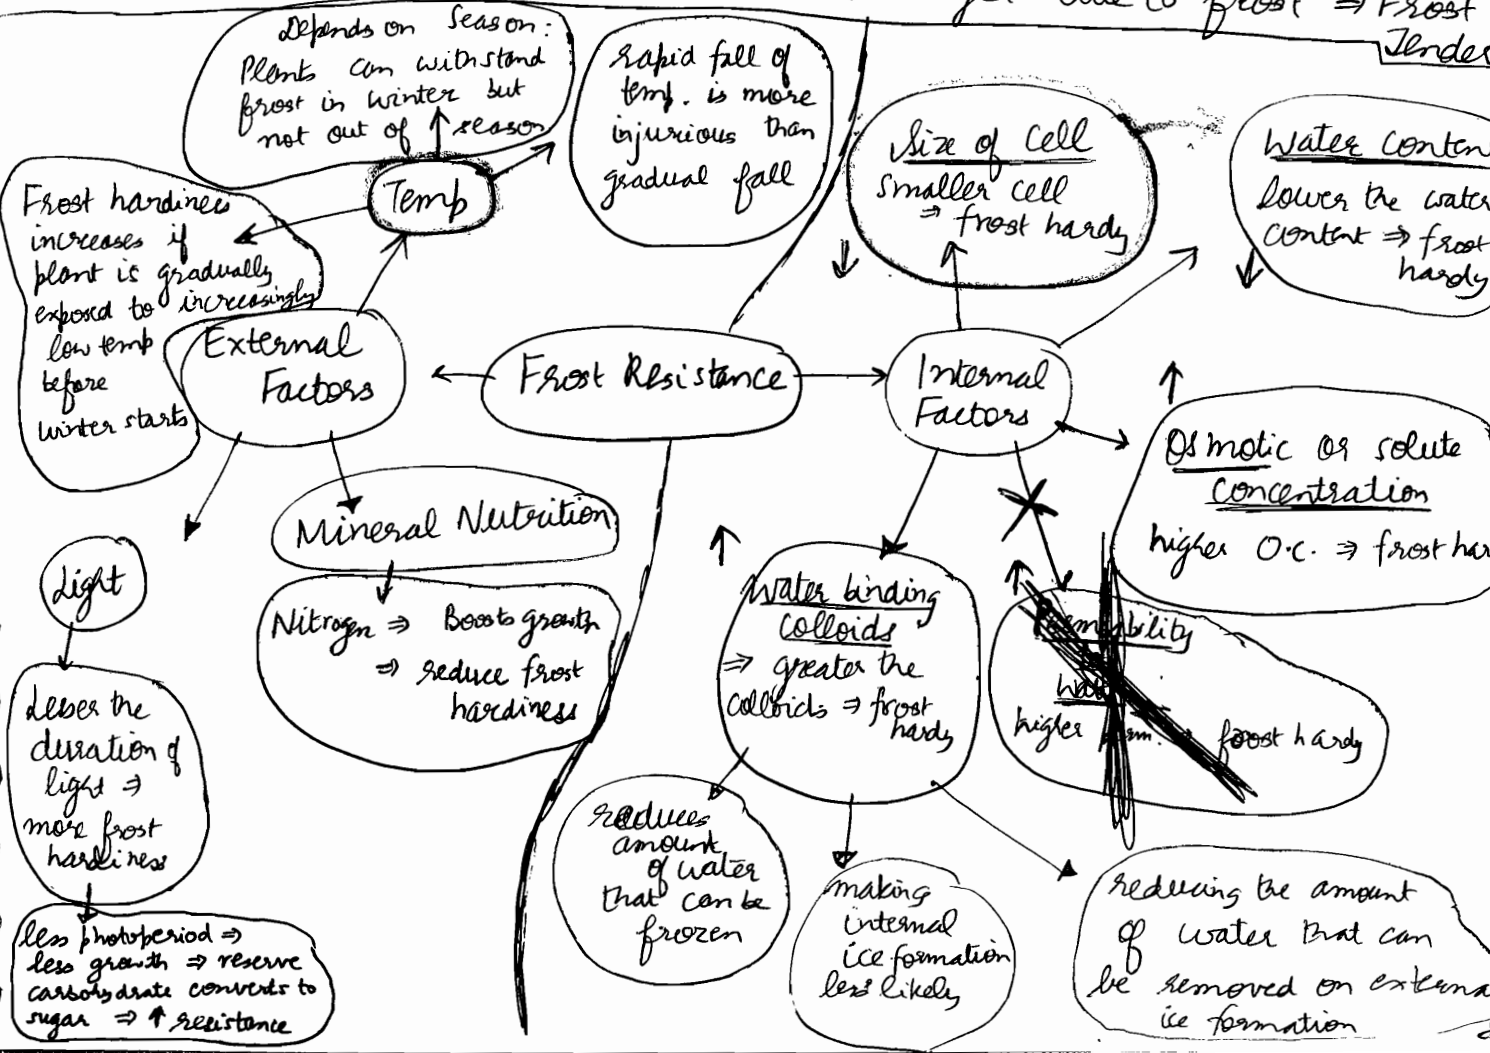 due to frost ⇒ Frost
Tender
Depends on Season:
Plants can withstand
frost in winter but
not out of season
rapid fall of
temp. is more
injurious than
gradual fall
Temp
Frost hardiness
increases if
plant is gradually
exposed to increasingly
low temp
before
winter starts
External
Factors
Frost Resistance
Internal
Factors
Size of Cell
smaller cell
⇒ frost hardy
Water Conten
Lower the water
content ⇒ frost
hardy
Osmotic or solute
concentration
higher O.C. ⇒ frost har
Mineral Nutrition
Nitrogen ⇒ Boosts growth
⇒ reduce frost
hardiness
Light
Lesser the
duration of
light ⇒
more frost
hardiness
less photoperiod ⇒
less growth ⇒ reserve
carbohydrate converts to
sugar ⇒ ↑ resistance
Water binding
colloids
⇒ greater the
colloids ⇒ frost
hardy
higher frost hardy
reduces
amount
of water
that can be
frozen
making
internal
ice formation
less likely
reducing the amount
of water that can
be removed on externa
ice formation